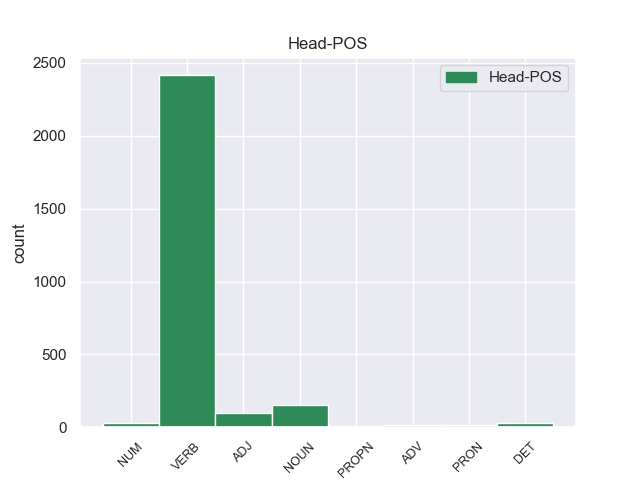 Head-POS
2500
Head-POS
2000
1500
count
1000
500
0
NUM
VERB
ADJ
NOUN
PROPN
ADV
PRON
DET